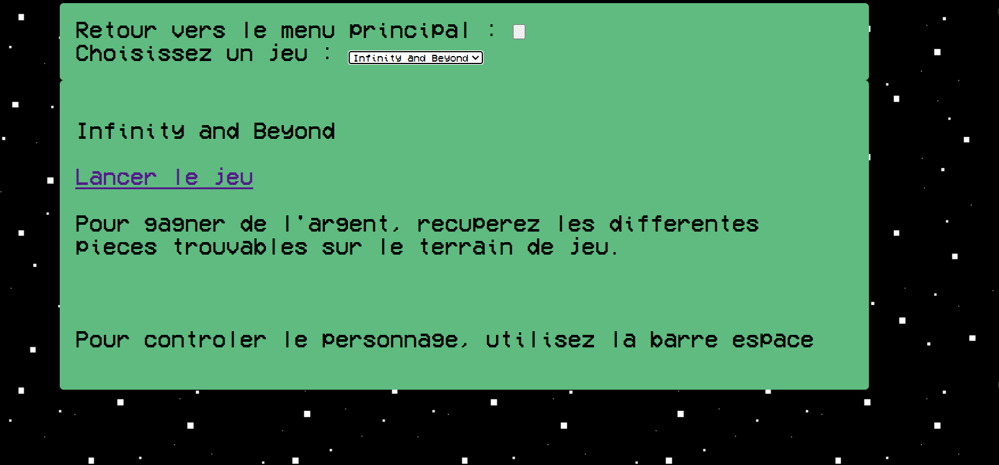 Retour vers le menu principal :
Choisissez un jeu : Infinity and Beyond
Infinity and Beyond
Lancer le jeu
Pour gagner de l'argent, recuperez les differentes
pieces trouvables sur le terrain de jeu.
Pour controler le personnage, utilisez la barre espace